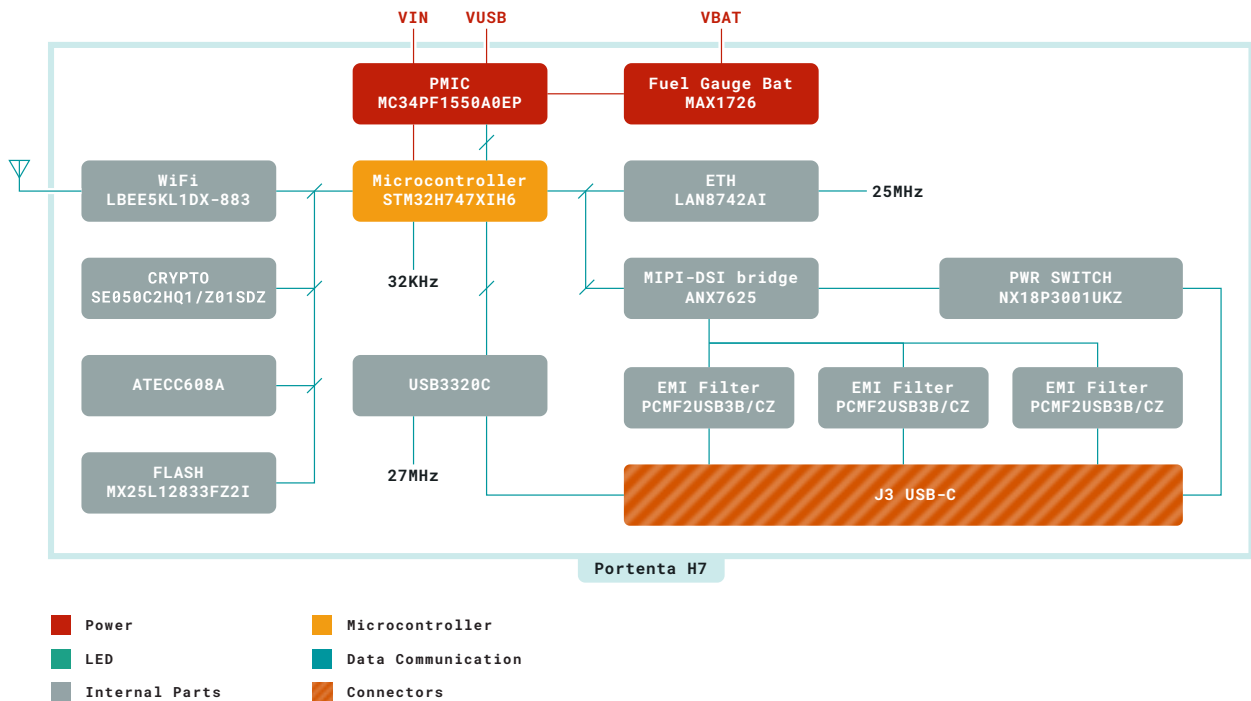 VIN
VUSB
VBAT
PMIC
MC34PF1550A0EP
Fuel Gauge Bat
MAX1726
WiFi
LBEE5KL1DX-883
Microcontroller
STM32H747XIH6
ETH
LAN8742AI
25MHz
CRYPTO
SE050C2HQ1/Z01SDZ
32KHz
MIPI-DSI bridge
ANX7625
PWR SWITCH
NX18P3001UKZ
ATECC608A
USB3320C
EMI Filter
PCMF2USB3B/CZ
EMI Filter
PCMF2USB3B/CZ
EMI Filter
PCMF2USB3B/CZ
FLASH
MX25L12833FZ2I
27MHz
J3 USB-C
Portenta H7
Power
Microcontroller
LED
Data Communication
Internal Parts
Connectors